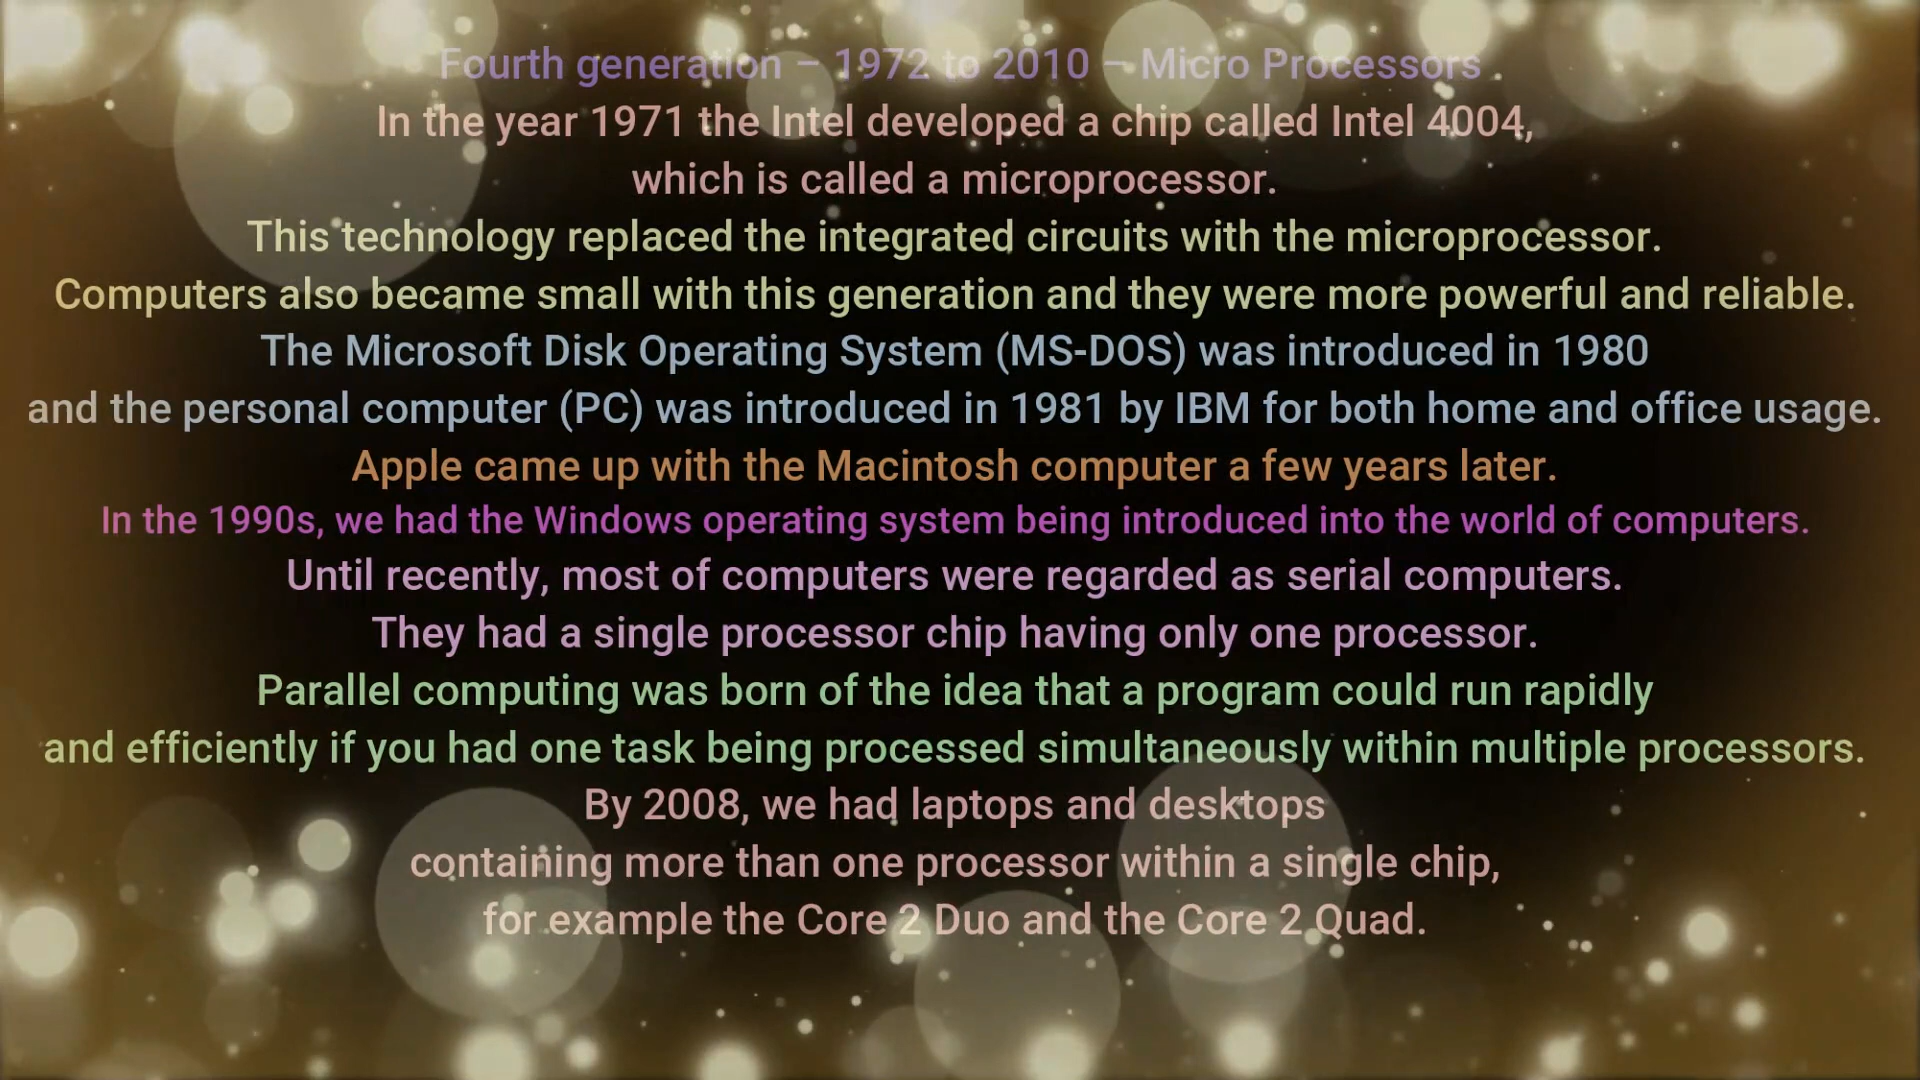 Fourth generation – 1972 to 2010 – Micro Processors
In the year 1971 the Intel developed a chip called Intel 4004,
which is called a microprocessor.
This technology replaced the integrated circuits with the microprocessor.
Computers also became small with this generation and they were more powerful and reliable.
The Microsoft Disk Operating System (MS-DOS) was introduced in 1980
and the personal computer (PC) was introduced in 1981 by IBM for both home and office usage.
Apple came up with the Macintosh computer a few years later.
In the 1990s, we had the Windows operating system being introduced into the world of computers.
Until recently, most of computers were regarded as serial computers.
They had a single processor chip having only one processor.
Parallel computing was born of the idea that a program could run rapidly
and efficiently if you had one task being processed simultaneously within multiple processors.
By 2008, we had laptops and desktops
containing more than one processor within a single chip,
for example the Core 2 Duo and the Core 2 Quad.